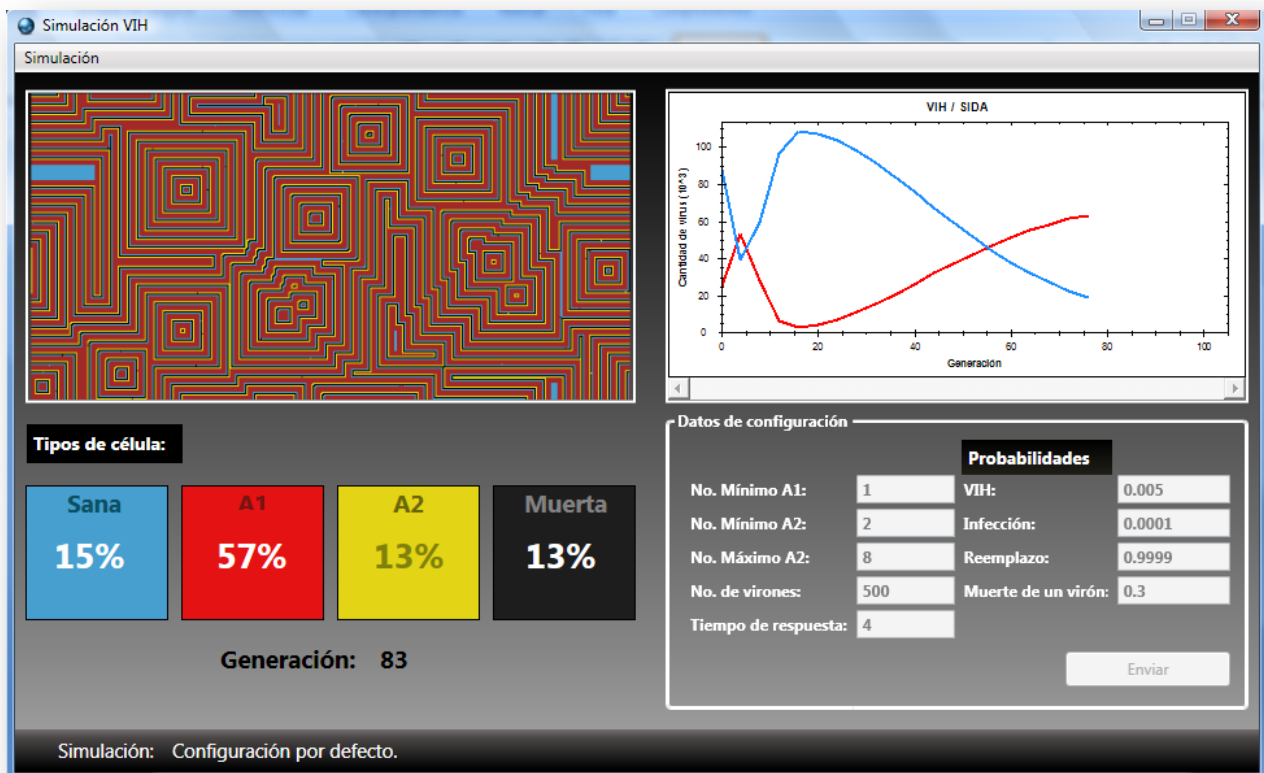 Simulación VIH
Simulación
VIH / SIDA
Cantidad de virus (10^3)
100
80
60
40
20
0
0 20 40 60 80 100
Generación
Tipos de célula:
Sana
15%
A1
57%
A2
13%
Muerta
13%
Generación: 83
Datos de configuración
Probabilidades
No. Mínimo A1: 1 VIH: 0.005
No. Mínimo A2: 2 Infección: 0.0001
No. Máximo A2: 8 Reemplazo: 0.9999
No. de virones: 500 Muerte de un virón: 0.3
Tiempo de respuesta: 4
Enviar
Simulación: Configuración por defecto.